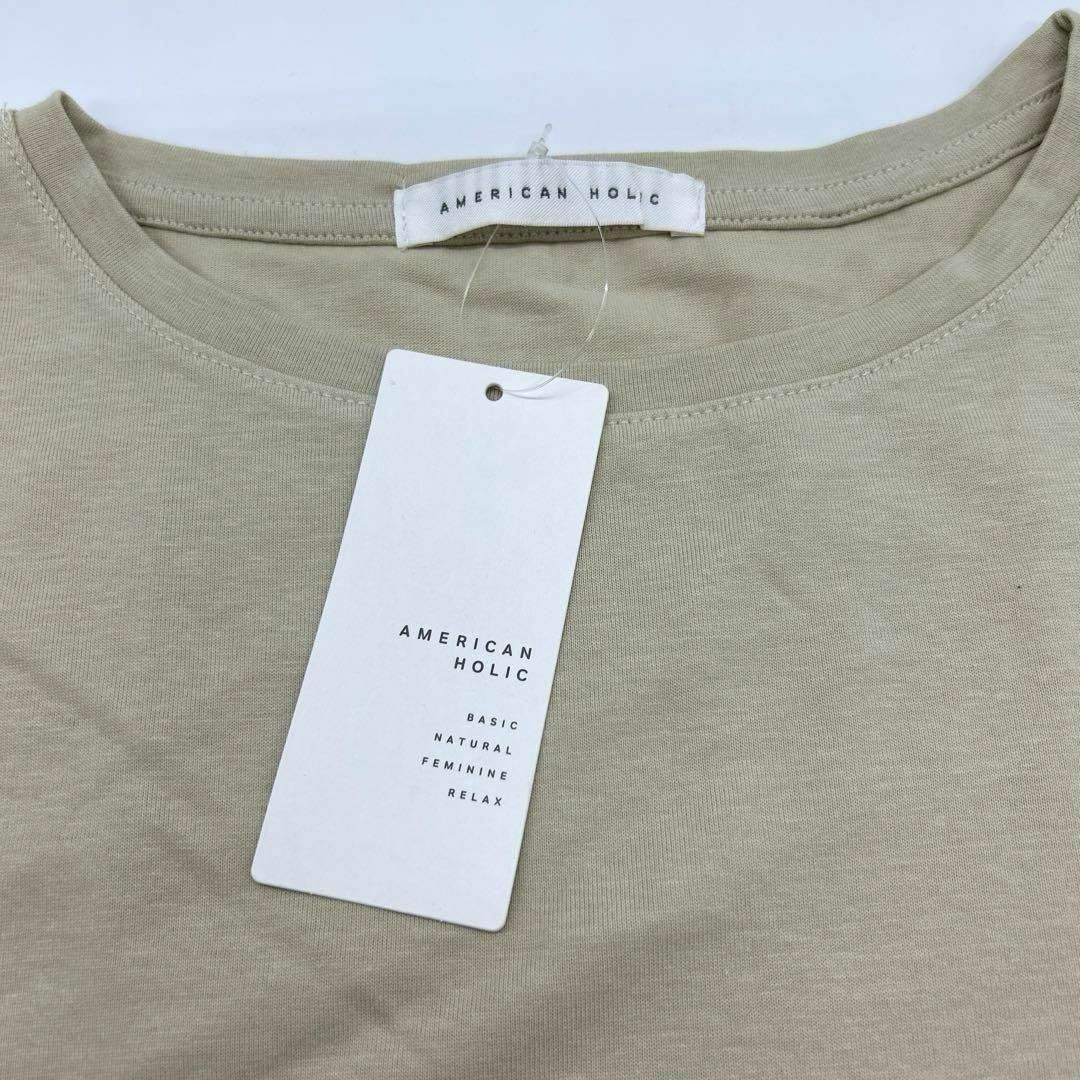 AMERICAN HOLIC
AMERICAN
HOLIC
BASIC
NATURAL
FEMININE
RELAX